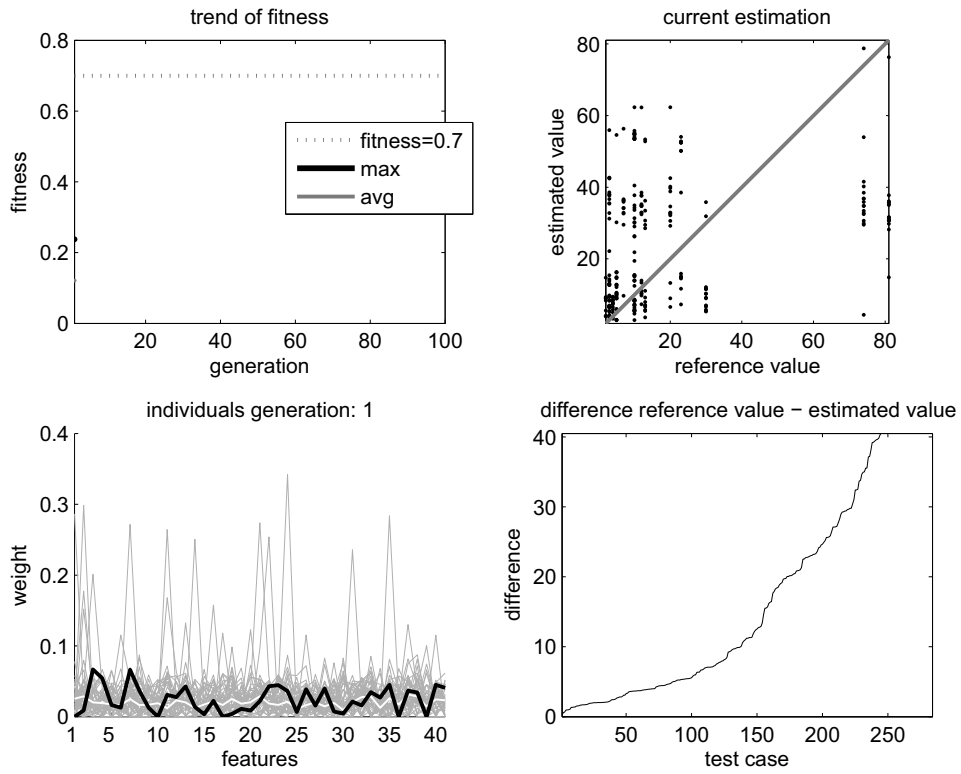 trend of fitness
0.8
0.6
0.4
0.2
0
fitness
20 40 60 80 100
generation
fitness=0.7
max
avg
current estimation
80
60
40
20
estimated value
20 40 60 80
reference value
individuals generation: 1
0.4
0.3
0.2
0.1
0
weight
1 5 10 15 20 25 30 35 40
features
difference reference value − estimated value
40
30
20
10
0
difference
50 100 150 200 250
test case